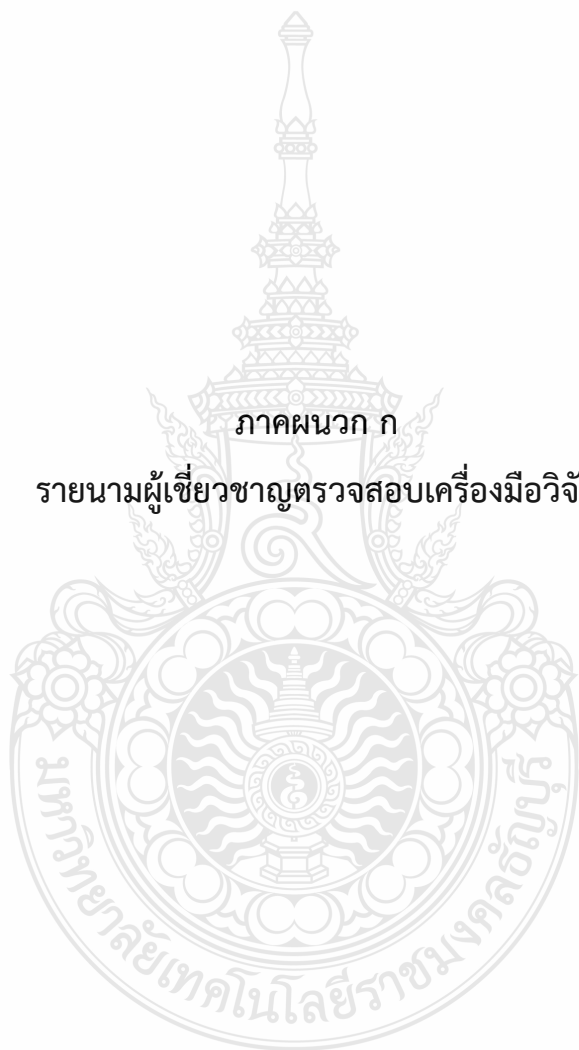 ภาคผนวก ก
รายนามผู้เชี่ยวชาญตรวจสอบเครื่องมือวิจั
มหาวิทยาลัยเทคโนโลยีราชมงคลธัญบุรี